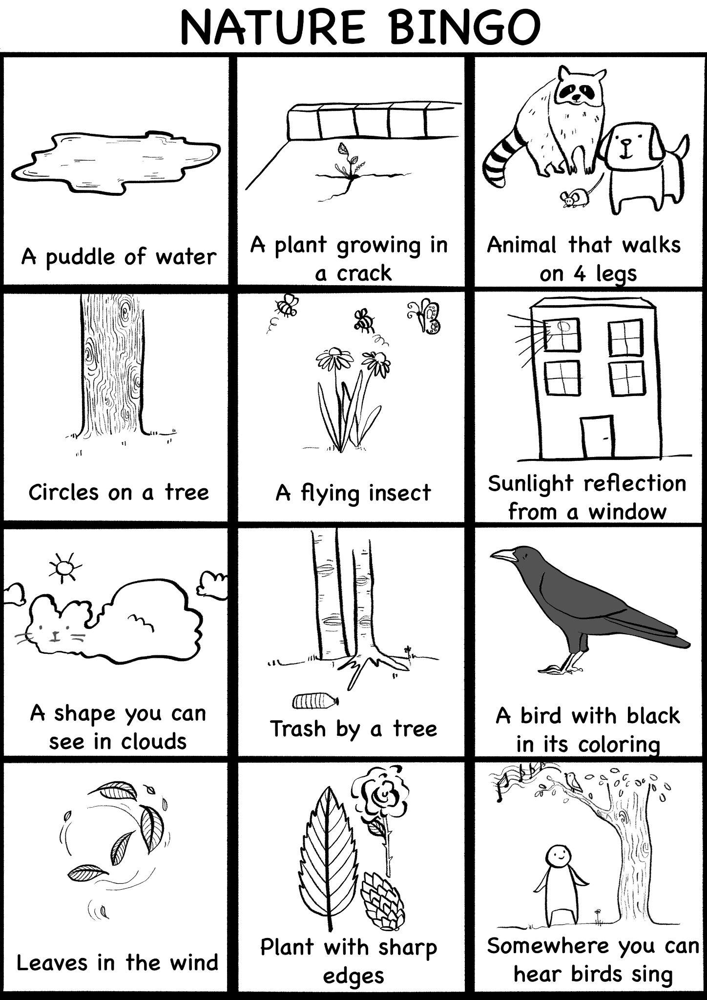 NATURE BINGO
A puddle of water
A plant growing in
a crack
Animal that walks
on 4 legs
Circles on a tree
A flying insect
Sunlight reflection
from a window
A shape you can
see in clouds
Trash by a tree
A bird with black
in its coloring
Leaves in the wind
Plant with sharp
edges
Somewhere you can
hear birds sing